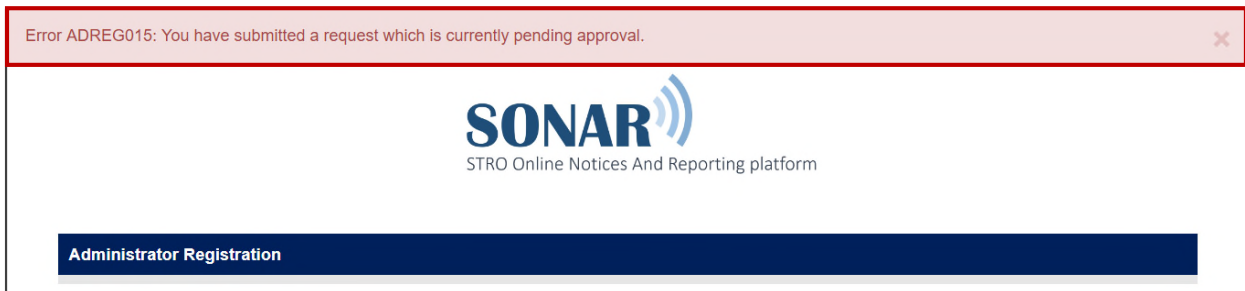 Error ADREG015: You have submitted a request which is currently pending approval.
×
SONAR
STRO Online Notices And Reporting platform
Administrator Registration